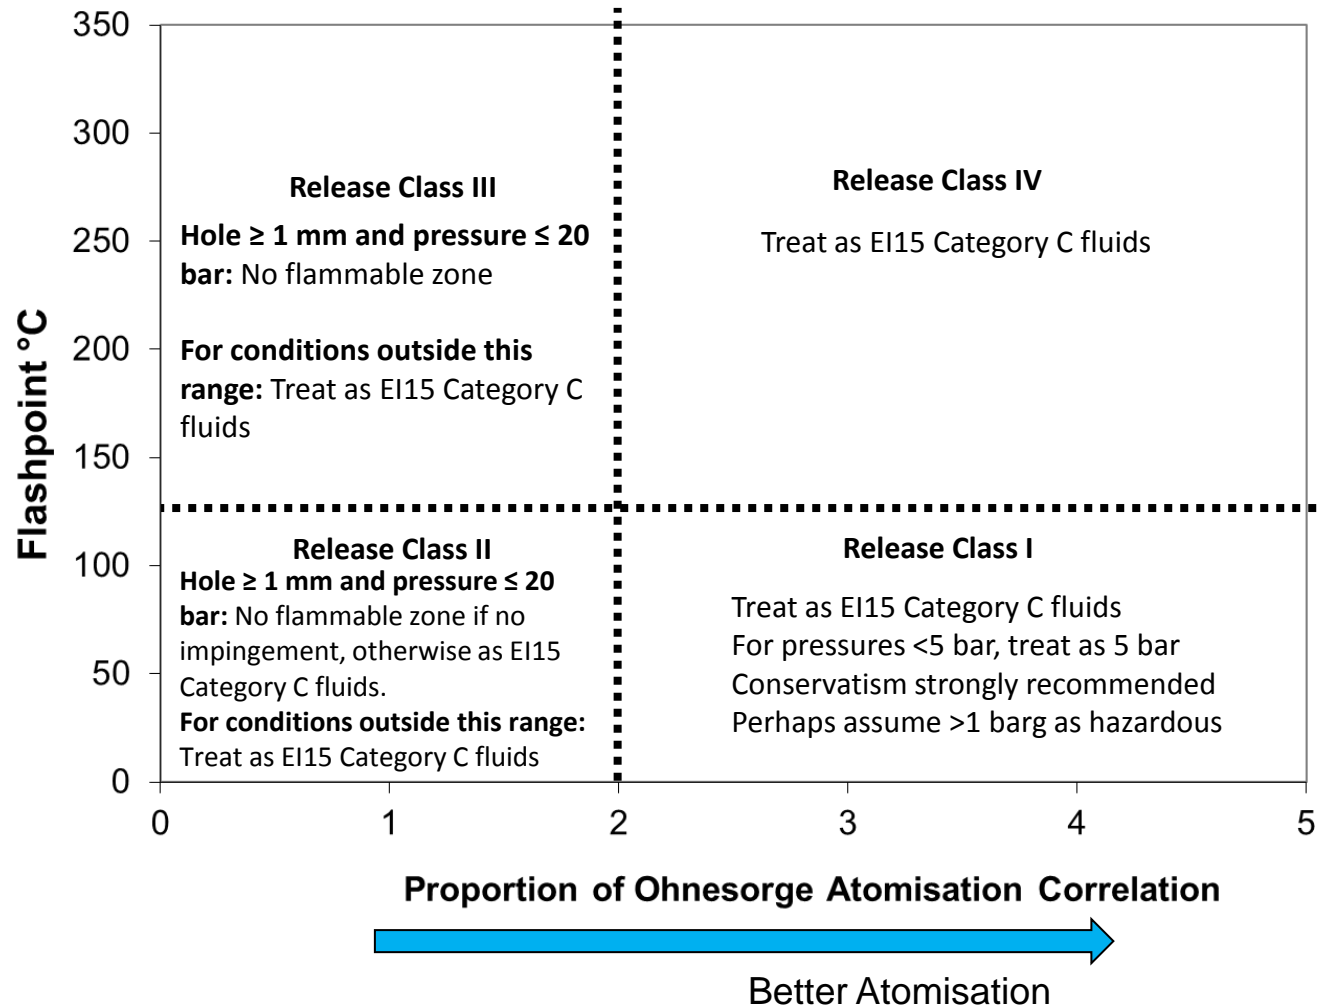 350
300
250
200
150
100
50
0
Flashpoint °C
Release Class III
Hole ≥ 1 mm and pressure ≤ 20
bar: No flammable zone
For conditions outside this
range: Treat as EI15 Category C
fluids
Release Class IV
Treat as EI15 Category C fluids
Release Class II
Hole ≥ 1 mm and pressure ≤ 20
bar: No flammable zone if no
impingement, otherwise as EI15
Category C fluids.
For conditions outside this range:
Treat as EI15 Category C fluids
Release Class I
Treat as EI15 Category C fluids
For pressures <5 bar, treat as 5 bar
Conservatism strongly recommended
Perhaps assume >1 barg as hazardous
0 1 2 3 4 5
Proportion of Ohnesorge Atomisation Correlation
Better Atomisation